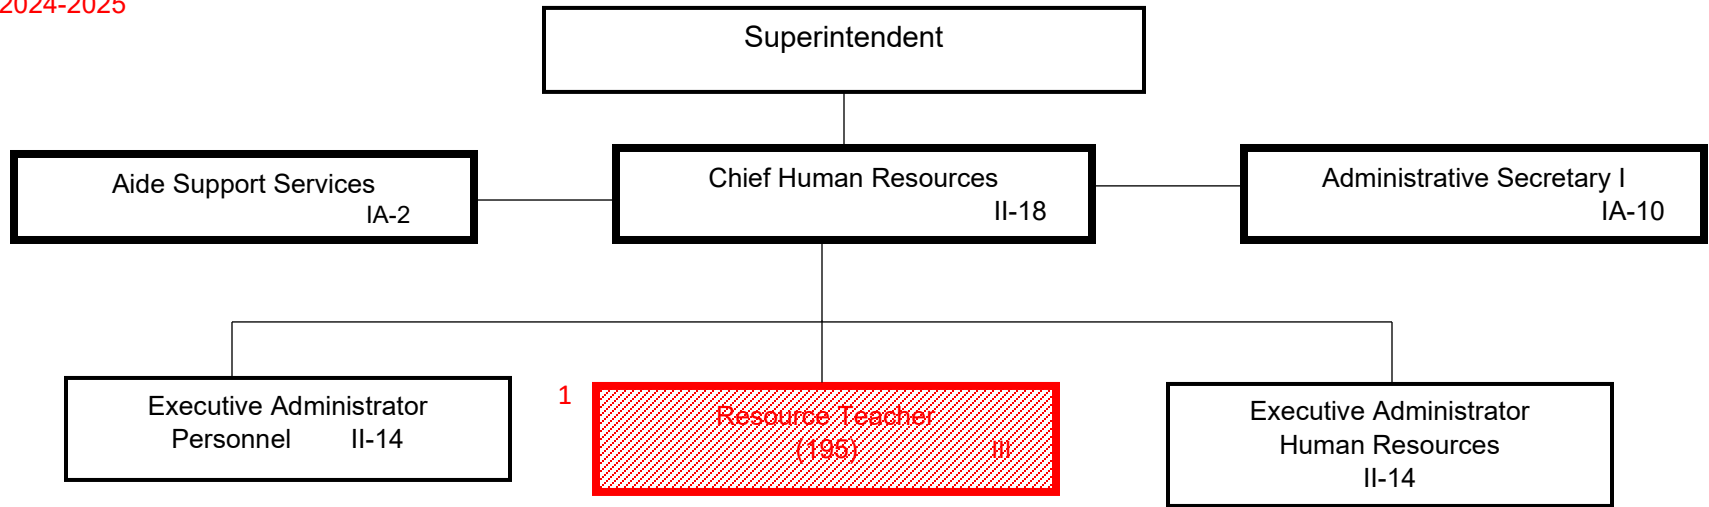 2024-2025
Superintendent
Aide Support Services
IA-2
Chief Human Resources
II-18
Administrative Secretary I
IA-10
Executive Administrator
Personnel II-14
1
Resource Teacher
(195) III
Executive Administrator
Human Resources
II-14